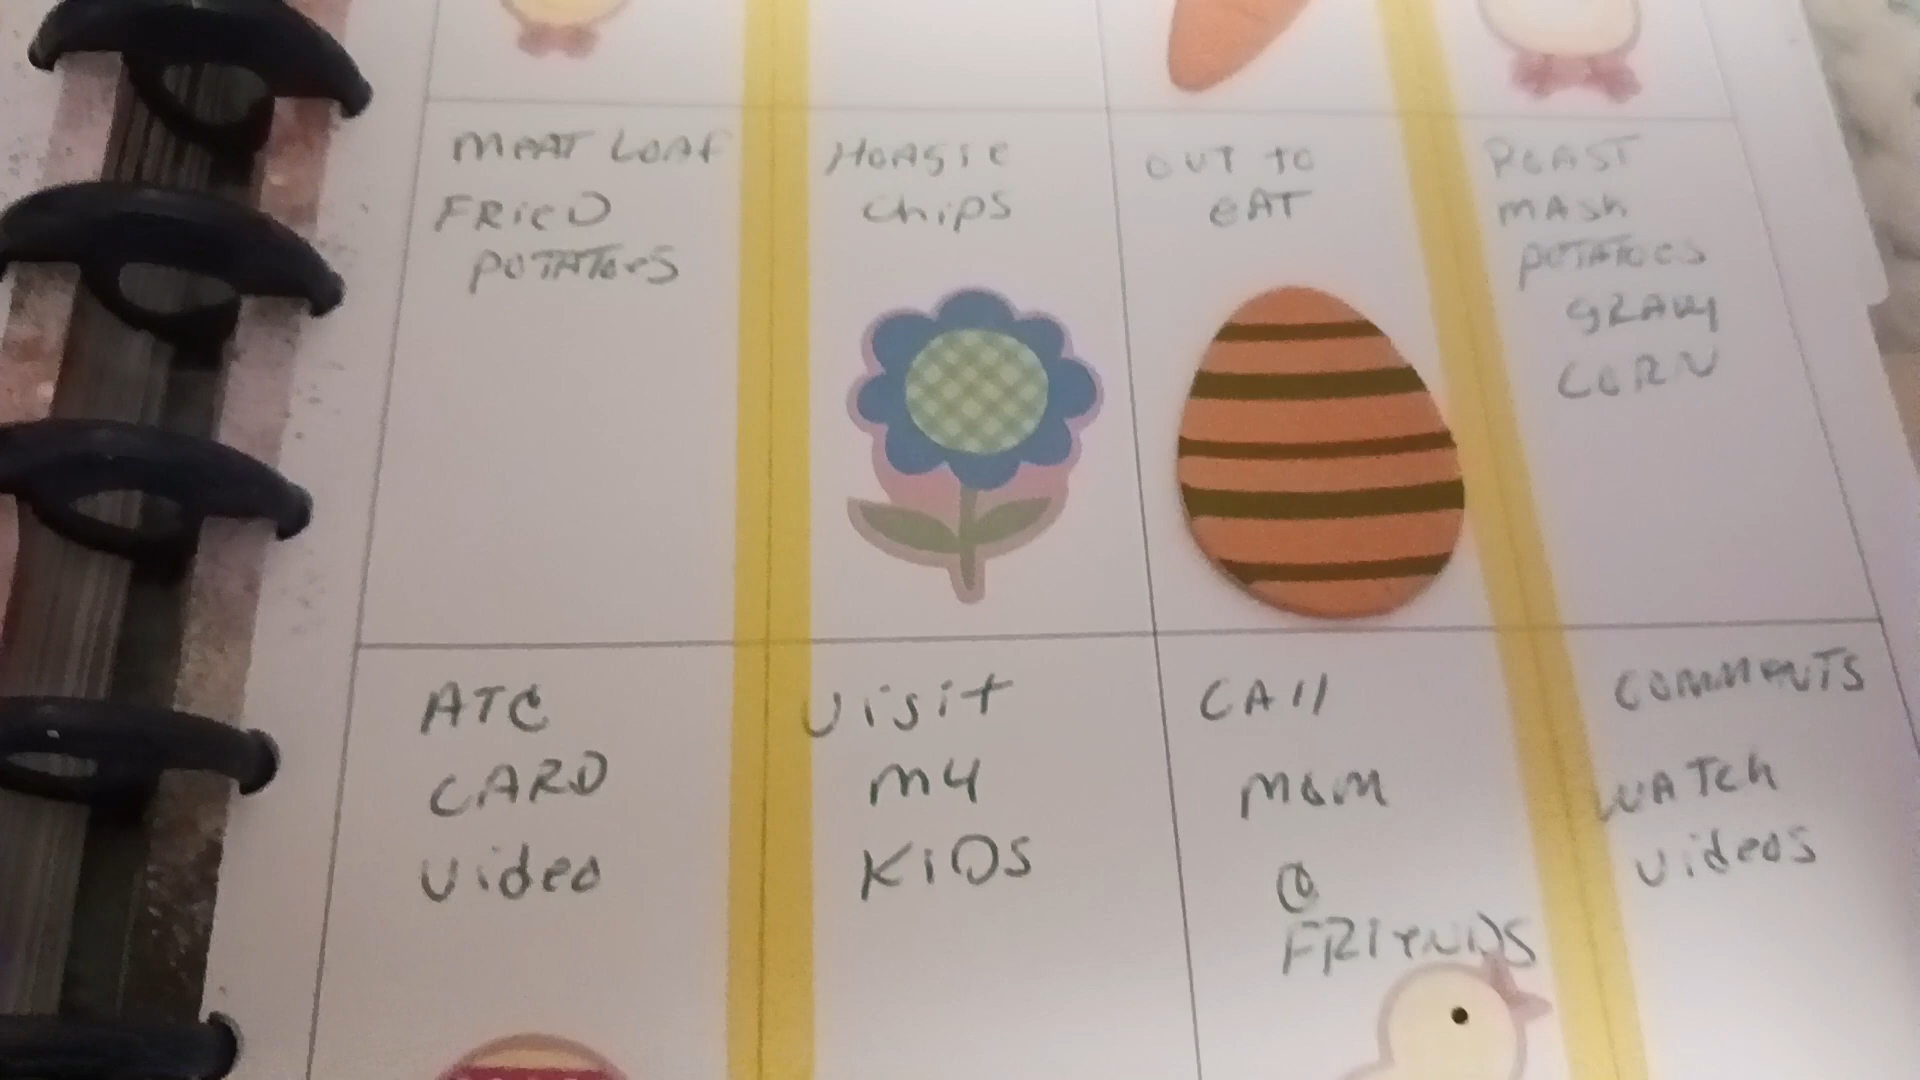 MEAT LOAF
FRIED
POTATOES
HOAGIE
chips
OUT TO
eAT
ROAST
MASh
POTATOES
GRAVY
CORN
ATC
CARD
Video
Visit
my
KiDS
CAll
MOM
@
FRIENDS
COMMENTS
WATCh
Videos